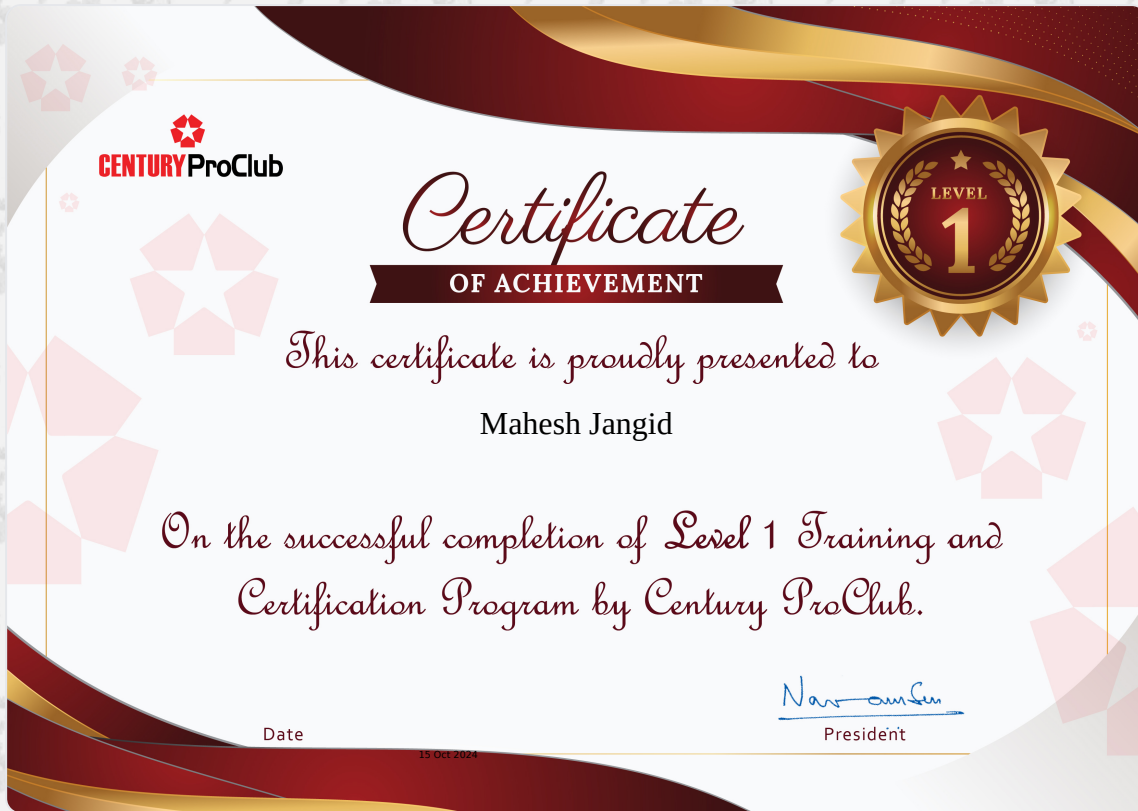 CENTURY ProClub
LEVEL
1
Certificate
OF ACHIEVEMENT
This certificate is proudly presented to
Mahesh Jangid
On the successful completion of Level 1 Training and
Certification Program by Century ProClub.
Date
President
15 Oct 2024